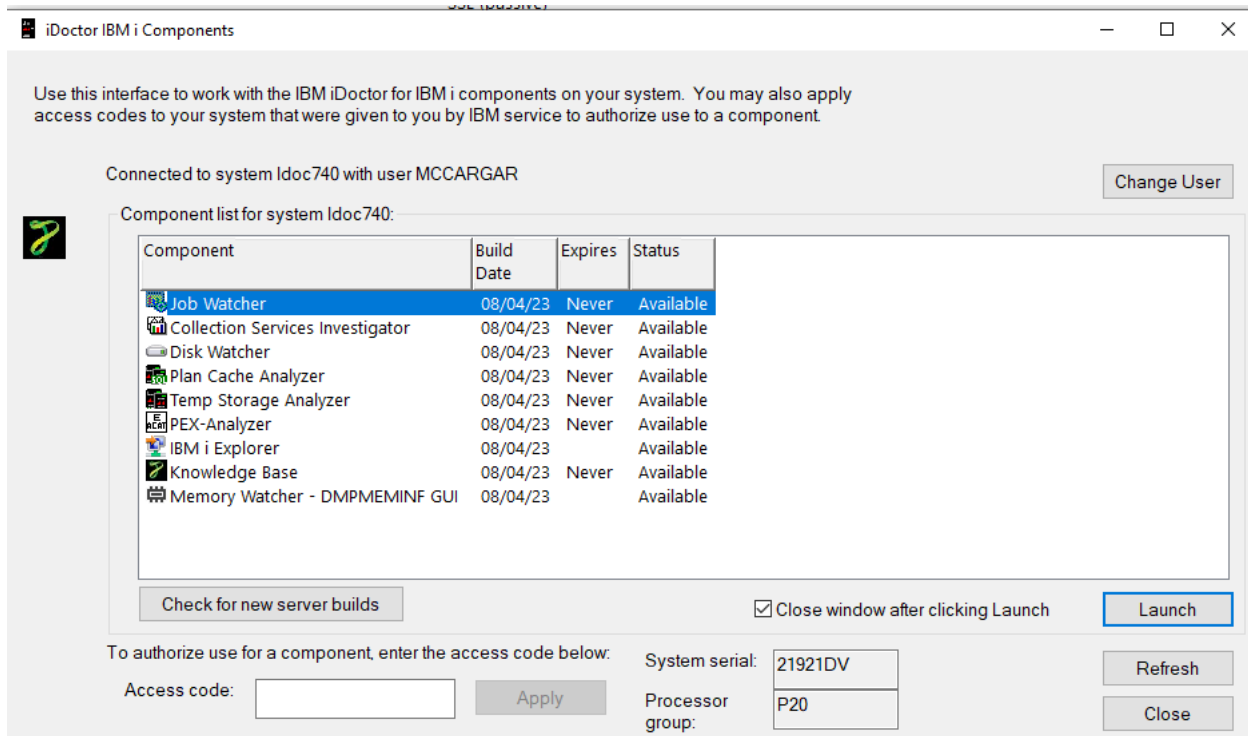 SSL (passive)
iDoctor IBM i Components
Use this interface to work with the IBM iDoctor for IBM i components on your system. You may also apply
access codes to your system that were given to you by IBM service to authorize use to a component.
Connected to system Idoc740 with user MCCARGAR
Change User
Component list for system Idoc740:
Component Build Date Expires Status
Job Watcher 08/04/23 Never Available
Collection Services Investigator 08/04/23 Never Available
Disk Watcher 08/04/23 Never Available
Plan Cache Analyzer 08/04/23 Never Available
Temp Storage Analyzer 08/04/23 Never Available
PEX-Analyzer 08/04/23 Never Available
IBM i Explorer 08/04/23 Available
Knowledge Base 08/04/23 Never Available
Memory Watcher - DMPMEMINF GUI 08/04/23 Available
Check for new server builds
Close window after clicking Launch
Launch
To authorize use for a component, enter the access code below:
Access code:
Apply
System serial: 21921DV
Processor group: P20
Refresh
Close